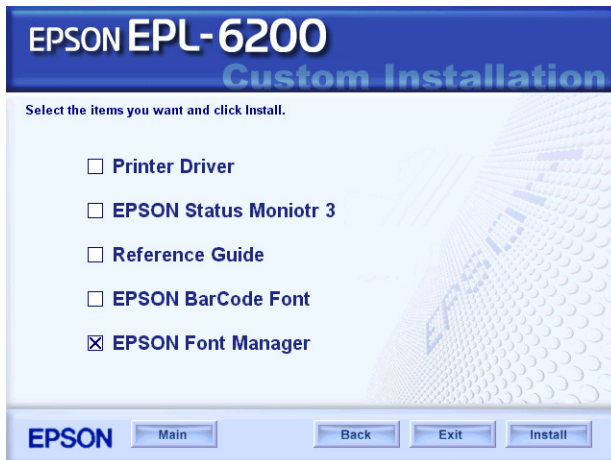 EPSON EPL-6200
Custom Installation
Select the items you want and click Install.
Printer Driver
EPSON Status Moniotr 3
Reference Guide
EPSON BarCode Font
EPSON Font Manager
EPSON
EPSON Main Back Exit Install